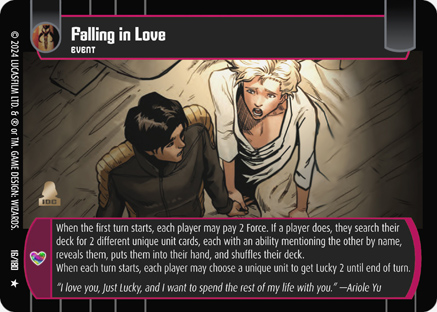 Falling in Love
EVENT
© 2024 LUCASFILM LTD. & ® or TM. GAME DESIGN: WIZARDS.
IDC
When the first turn starts, each player may pay 2 Force. If a player does, they search their
deck for 2 different unique unit cards, each with an ability mentioning the other by name,
reveals them, puts them into their hand, and shuffles their deck.
When each turn starts, each player may choose a unique unit to get Lucky 2 until end of turn.
"I love you, Just Lucky, and I want to spend the rest of my life with you." —Ariole Yu